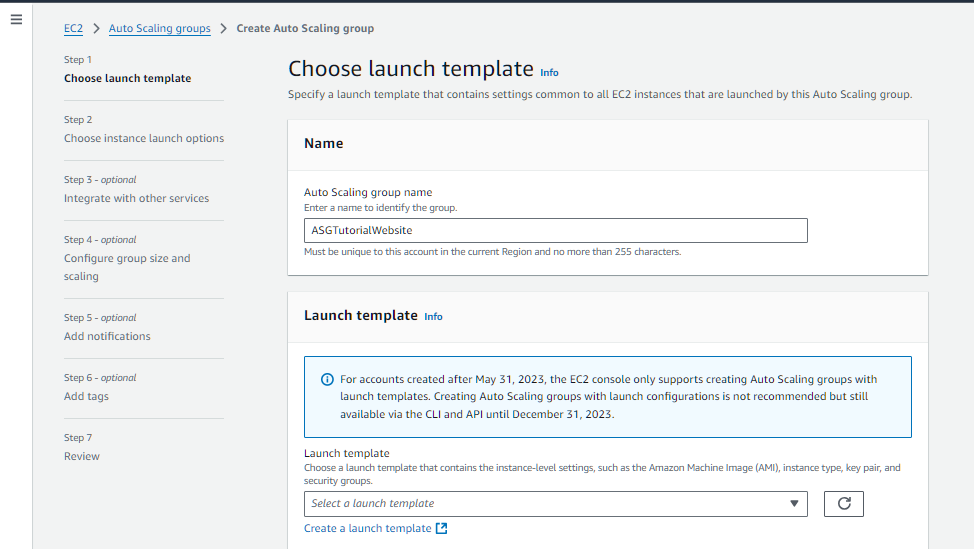 EC2 > Auto Scaling groups > Create Auto Scaling group
Step 1
Choose launch template
Step 2
Choose instance launch options
Step 3 - optional
Integrate with other services
Step 4 - optional
Configure group size and
scaling
Step 5 - optional
Add notifications
Step 6 - optional
Add tags
Step 7
Review
Choose launch template Info
Specify a launch template that contains settings common to all EC2 instances that are launched by this Auto Scaling group.
Name
Auto Scaling group name
Enter a name to identify the group.
ASGTutorialWebsite
Must be unique to this account in the current Region and no more than 255 characters.
Launch template Info
For accounts created after May 31, 2023, the EC2 console only supports creating Auto Scaling groups with
launch templates. Creating Auto Scaling groups with launch configurations is not recommended but still
available via the CLI and API until December 31, 2023.
Launch template
Choose a launch template that contains the instance-level settings, such as the Amazon Machine Image (AMI), instance type, key pair, and
security groups.
Select a launch template
Create a launch template